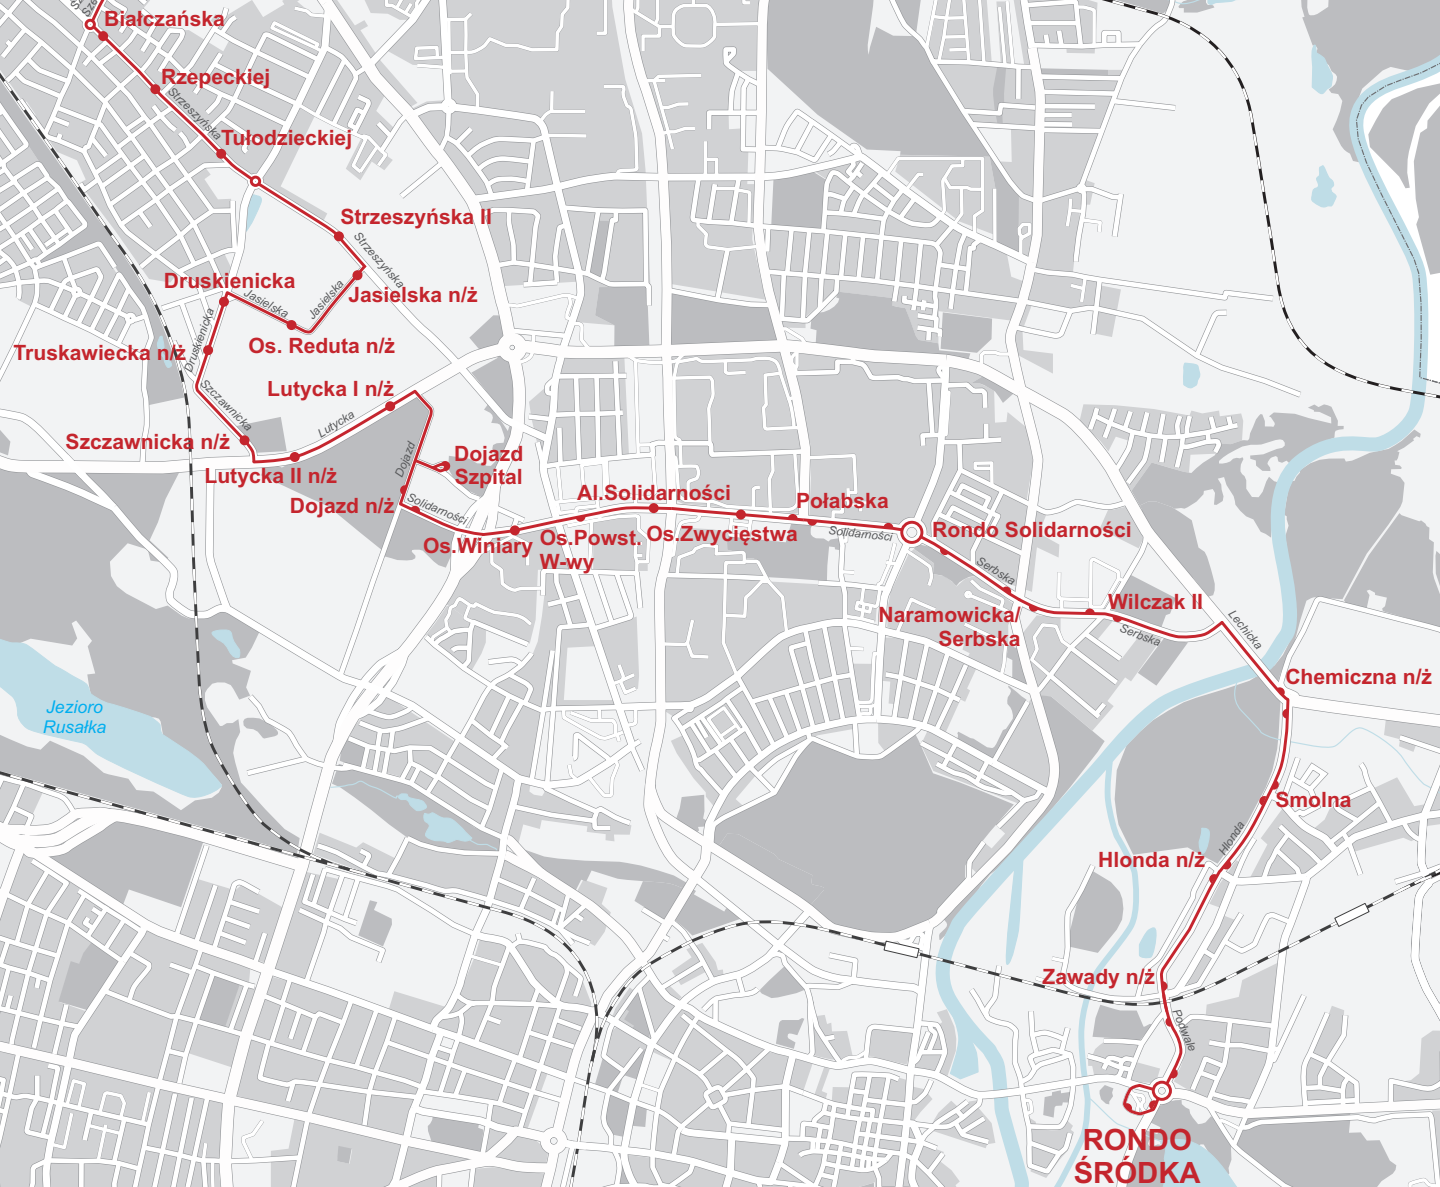 Białczańska
Rzepeckiej
Strzeszyńska
Tułodzieckiej
Strzeszyńska II
Strzeszyńska
Druskienicka
Jasielska
Jasielska
Jasielska n/ż
Druskienicka
Os. Reduta n/ż
Truskawiecka n/ż
Szczawnicka
Lutycka I n/ż
Lutycka
Szczawnicka n/ż
Lutycka II n/ż
Dojazd
Dojazd
Szpital
Dojazd n/ż
Solidarności
Os.Winiary
Os.Powst.
W-wy
Al.Solidarności
Os.Zwycięstwa
Połabska
Solidarności
Rondo Solidarności
Serbska
Naramowicka/
Serbska
Wilczak II
Serbska
Lechicka
Chemiczna n/ż
Jezioro
Rusałka
Smolna
Hlonda
Hlonda n/ż
Zawady n/ż
Podwale
RONDO
ŚRÓDKA